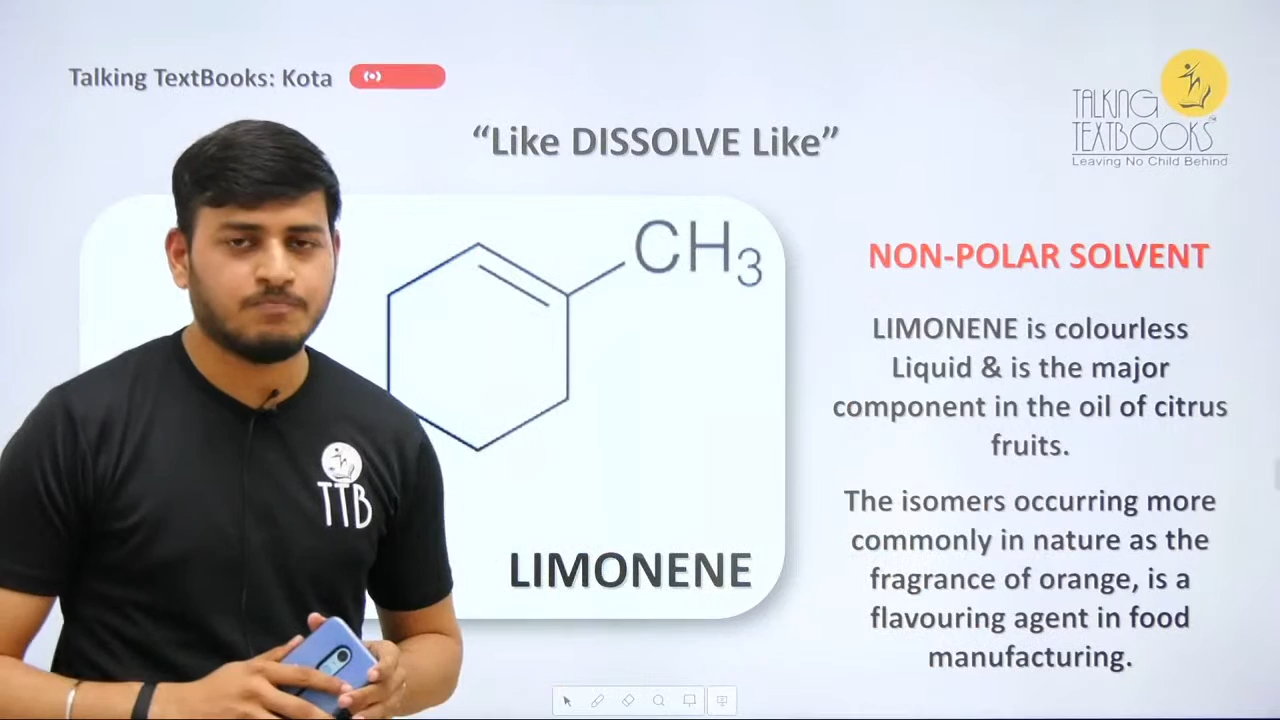 Talking TextBooks: Kota
TALKING
TEXTBOOKS
Leaving No Child Behind
“Like DISSOLVE Like”
CH3
NON-POLAR SOLVENT
LIMONENE is colourless
Liquid & is the major
component in the oil of citrus
fruits.
The isomers occurring more
commonly in nature as the
fragrance of orange, is a
flavouring agent in food
manufacturing.
TTB
LIMONENE